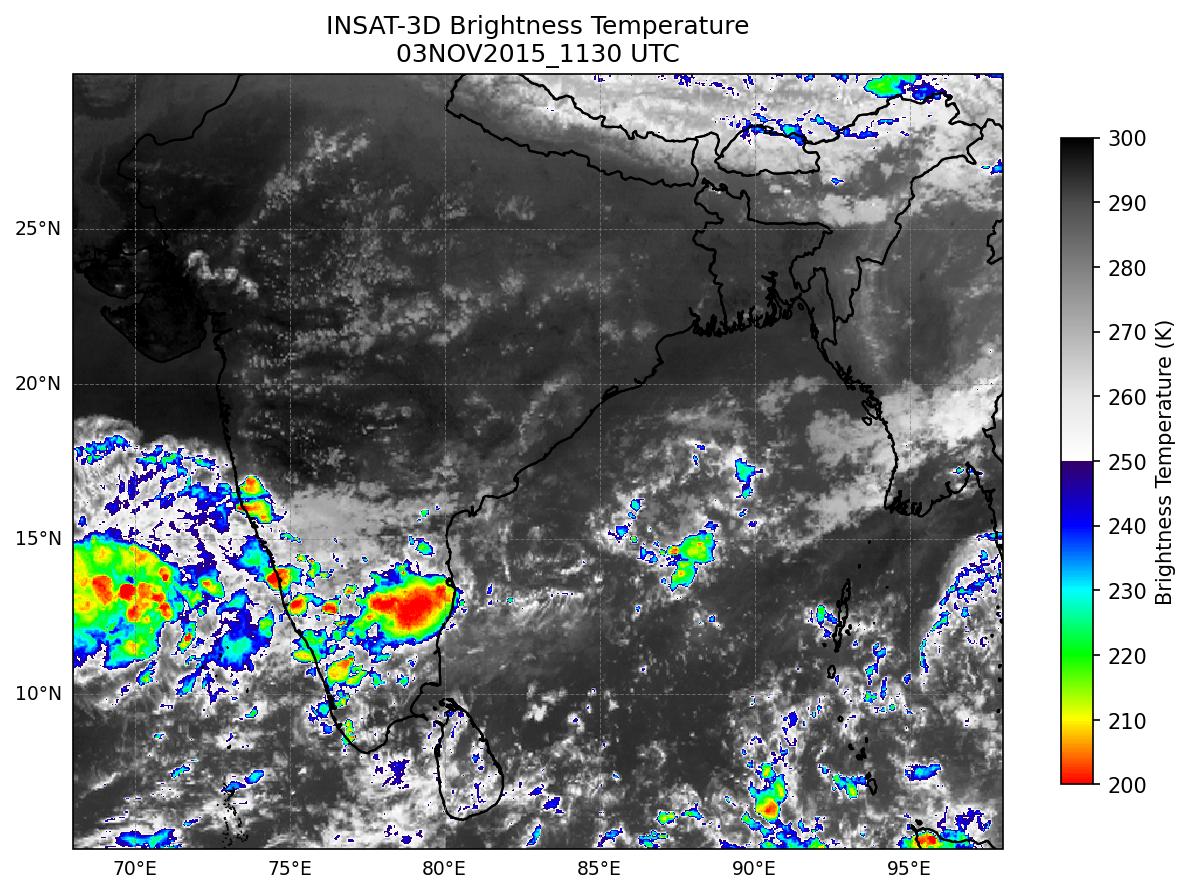 INSAT-3D Brightness Temperature
03NOV2015_1130 UTC
25°N
20°N
15°N
10°N
70°E
75°E
80°E
85°E
90°E
95°E
300
290
280
270
260
250
240
230
220
210
200
Brightness Temperature (K)